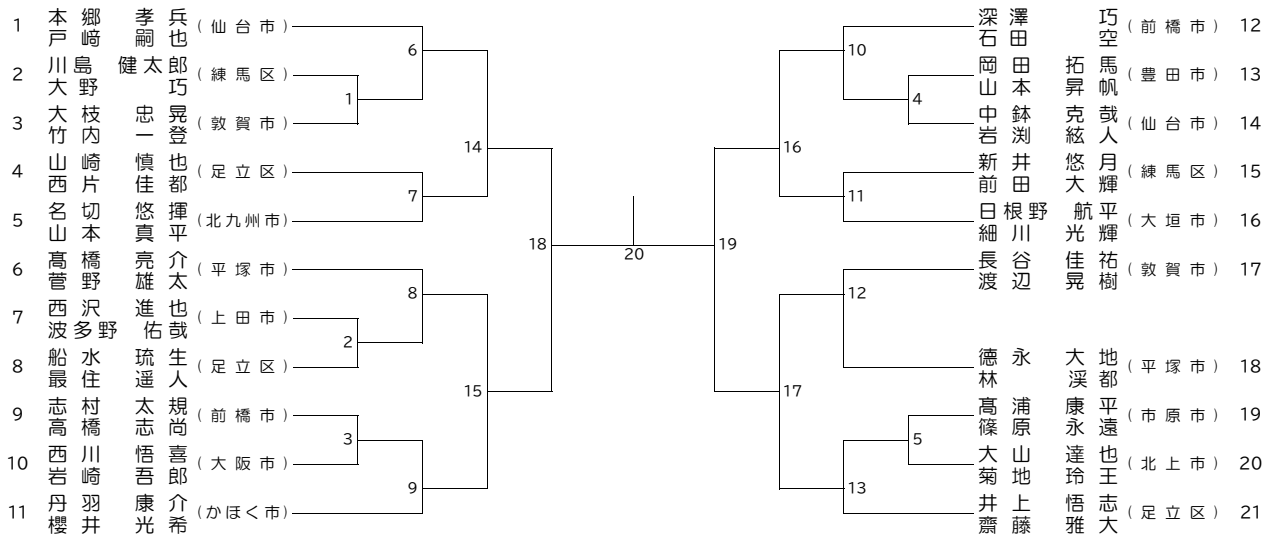 1 本郷 孝兵 (仙台市)
戸﨑 嗣也
2 川島 健太郎 (練馬区)
大野 巧
3 大枝 忠晃 (敦賀市)
竹内 一登
4 山崎 慎也 (足立区)
西片 佳都
5 名切 悠揮 (北九州市)
山本 真平
6 髙橋 亮介 (平塚市)
菅野 雄太
7 西沢 進也 (上田市)
波多野 佑哉
8 船水 琉生 (足立区)
最住 遥人
9 志村 太規 (前橋市)
高橋 志尚
10 西川 悟喜 (大阪市)
岩崎 吾郎
11 丹羽 康介 (かほく市)
櫻井 光希
6
1
14
7
18
8
2
15
3
9
20
10
4
16
11
19
12
17
5
13
深澤 巧 (前橋市) 12
石田 空
岡田 拓馬 (豊田市) 13
山本 昇帆
中鉢 克哉 (仙台市) 14
岩渕 絃人
新井 悠月 (練馬区) 15
前田 大輝
日根野 航平 (大垣市) 16
細川 光輝
長谷 佳祐 (敦賀市) 17
渡辺 晃樹
德永 大地 (平塚市) 18
林 渓都
髙浦 康平 (市原市) 19
篠原 永遠
大山 達也 (北上市) 20
菊地 玲王
井上 悟志 (足立区) 21
齋藤 雅大